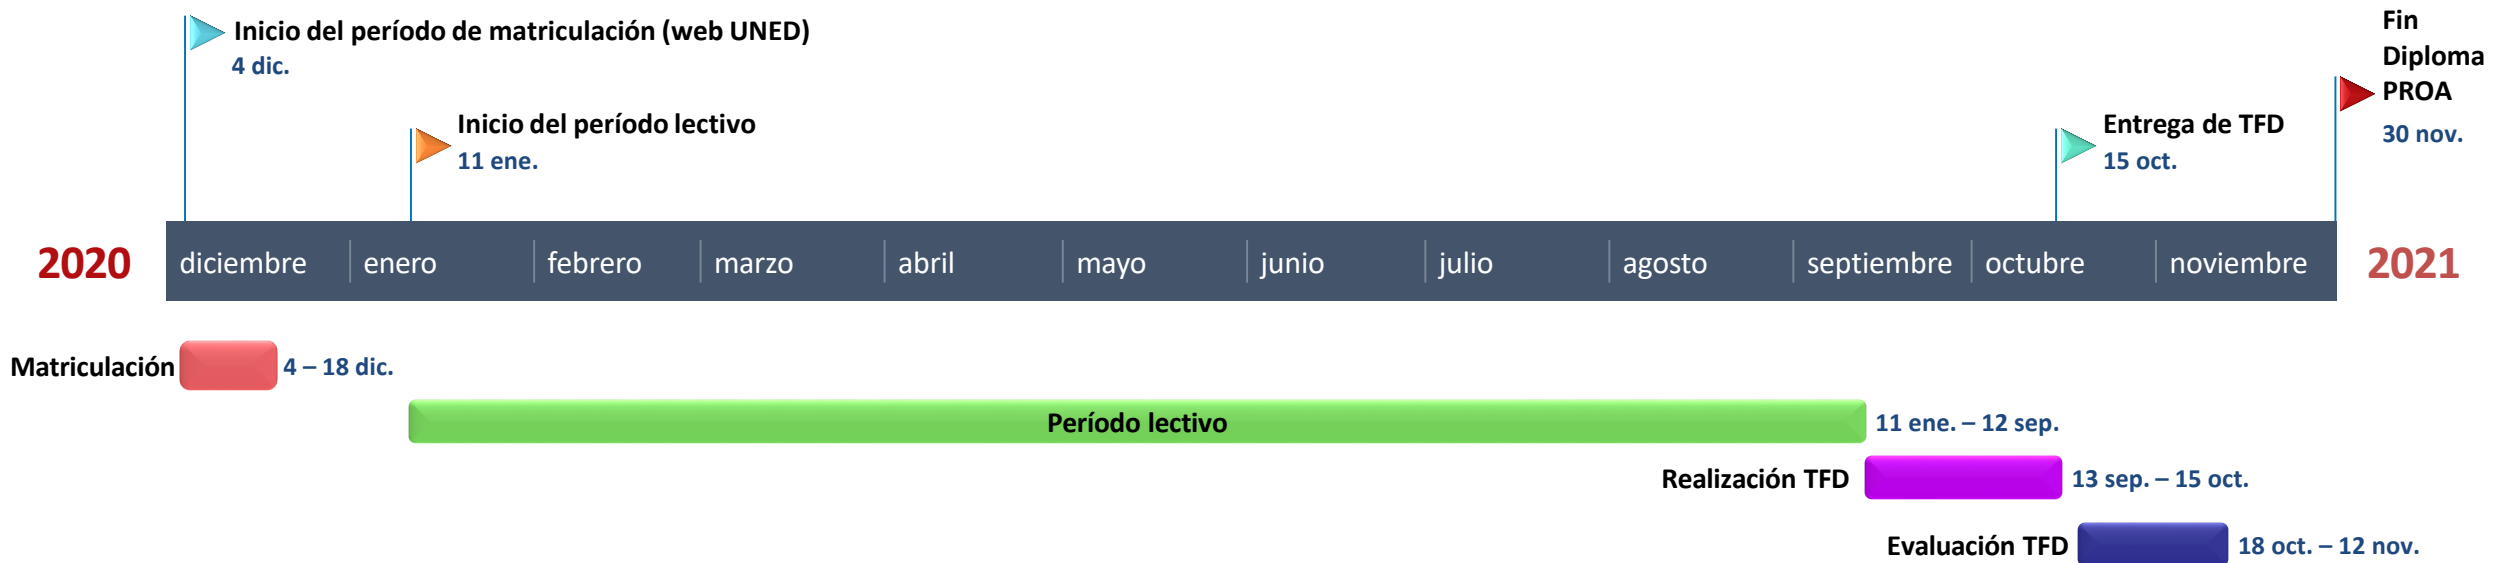 Inicio del período de matriculación (web UNED)
4 dic.
Inicio del período lectivo
11 ene.
Entrega de TFD
15 oct.
Fin
Diploma
PROA
30 nov.
2020 diciembre enero febrero marzo abril mayo junio julio agosto septiembre octubre noviembre 2021
Matriculación 4 – 18 dic.
Período lectivo 11 ene. – 12 sep.
Realización TFD 13 sep. – 15 oct.
Evaluación TFD 18 oct. – 12 nov.